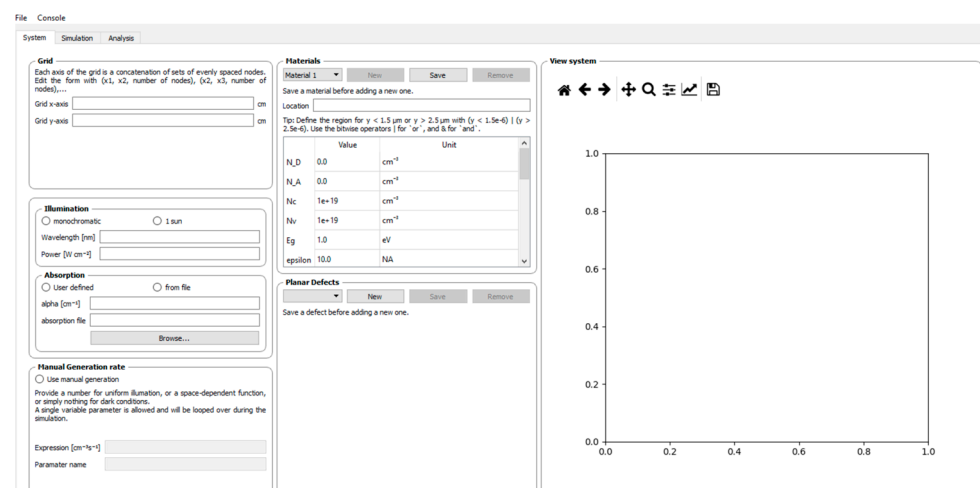 File Console
System Simulation Analysis
Grid
Each axis of the grid is a concatenation of sets of evenly spaced nodes.
Edit the form with (x1, x2, number of nodes), (x2, x3, number of
nodes),...
Grid x-axis cm
Grid y-axis cm
Illumination
monochromatic 1 sun
Wavelength [nm]
Power [W cm⁻²]
Absorption
User defined from file
alpha [cm⁻¹]
absorption file
Browse...
Manual Generation rate
Use manual generation
Provide a number for uniform illumation, or a space-dependent function,
or simply nothing for dark conditions.
A single variable parameter is allowed and will be looped over during the
simulation.
Expression [cm⁻³s⁻¹]
Paramater name
Materials
Material 1 New Save Remove
Save a material before adding a new one.
Location
Tip: Define the region for y < 1.5 µm or y > 2.5 µm with (y < 1.5e-6) | (y >
2.5e-6). Use the bitwise operators | for `or`, and & for `and`.
Value Unit
N_D 0.0 cm⁻³
N_A 0.0 cm⁻³
Nc 1e+19 cm⁻³
Nv 1e+19 cm⁻³
Eg 1.0 eV
epsilon 10.0 NA
Planar Defects
New Save Remove
Save a defect before adding a new one.
View system
1.0
0.8
0.6
0.4
0.2
0.0
0.0 0.2 0.4 0.6 0.8 1.0